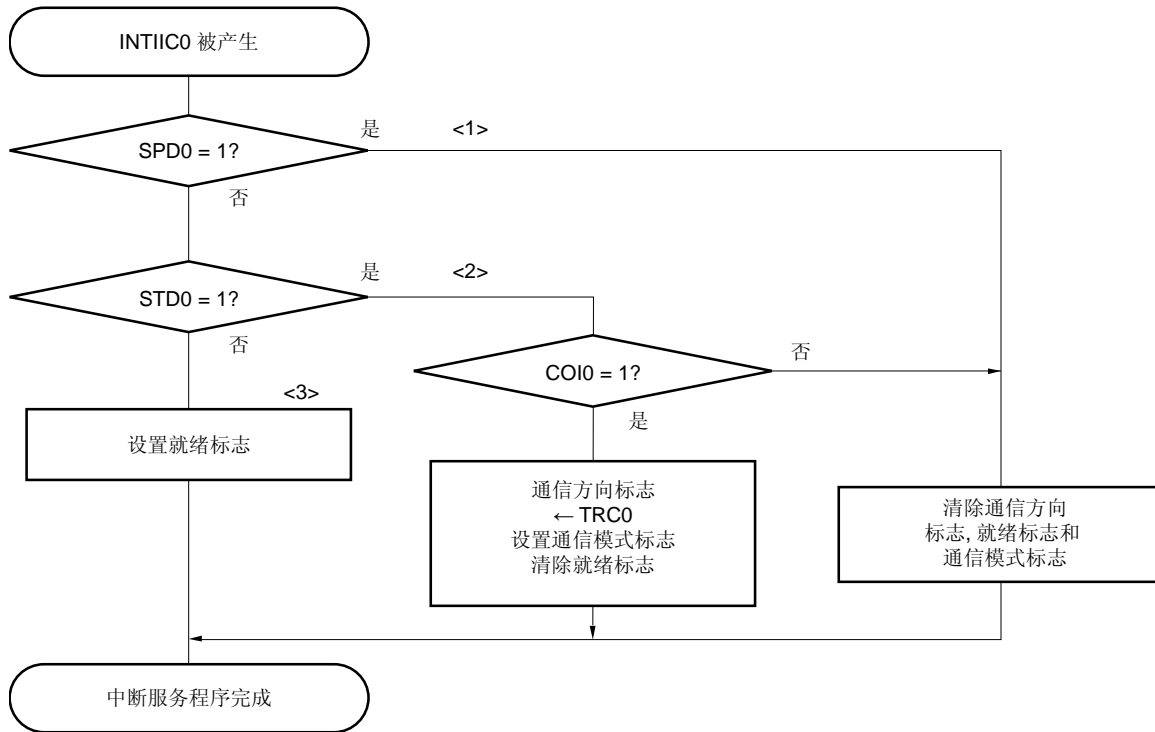 INTIIC0 被产生
是
<1>
SPD0 = 1?
否
是
<2>
STD0 = 1?
否
否
COI0 = 1?
<3>
是
设置就绪标志
通信方向标志
← TRC0
设置通信模式标志
清除就绪标志
清除通信方向
标志, 就绪标志和
通信模式标志
中断服务程序完成